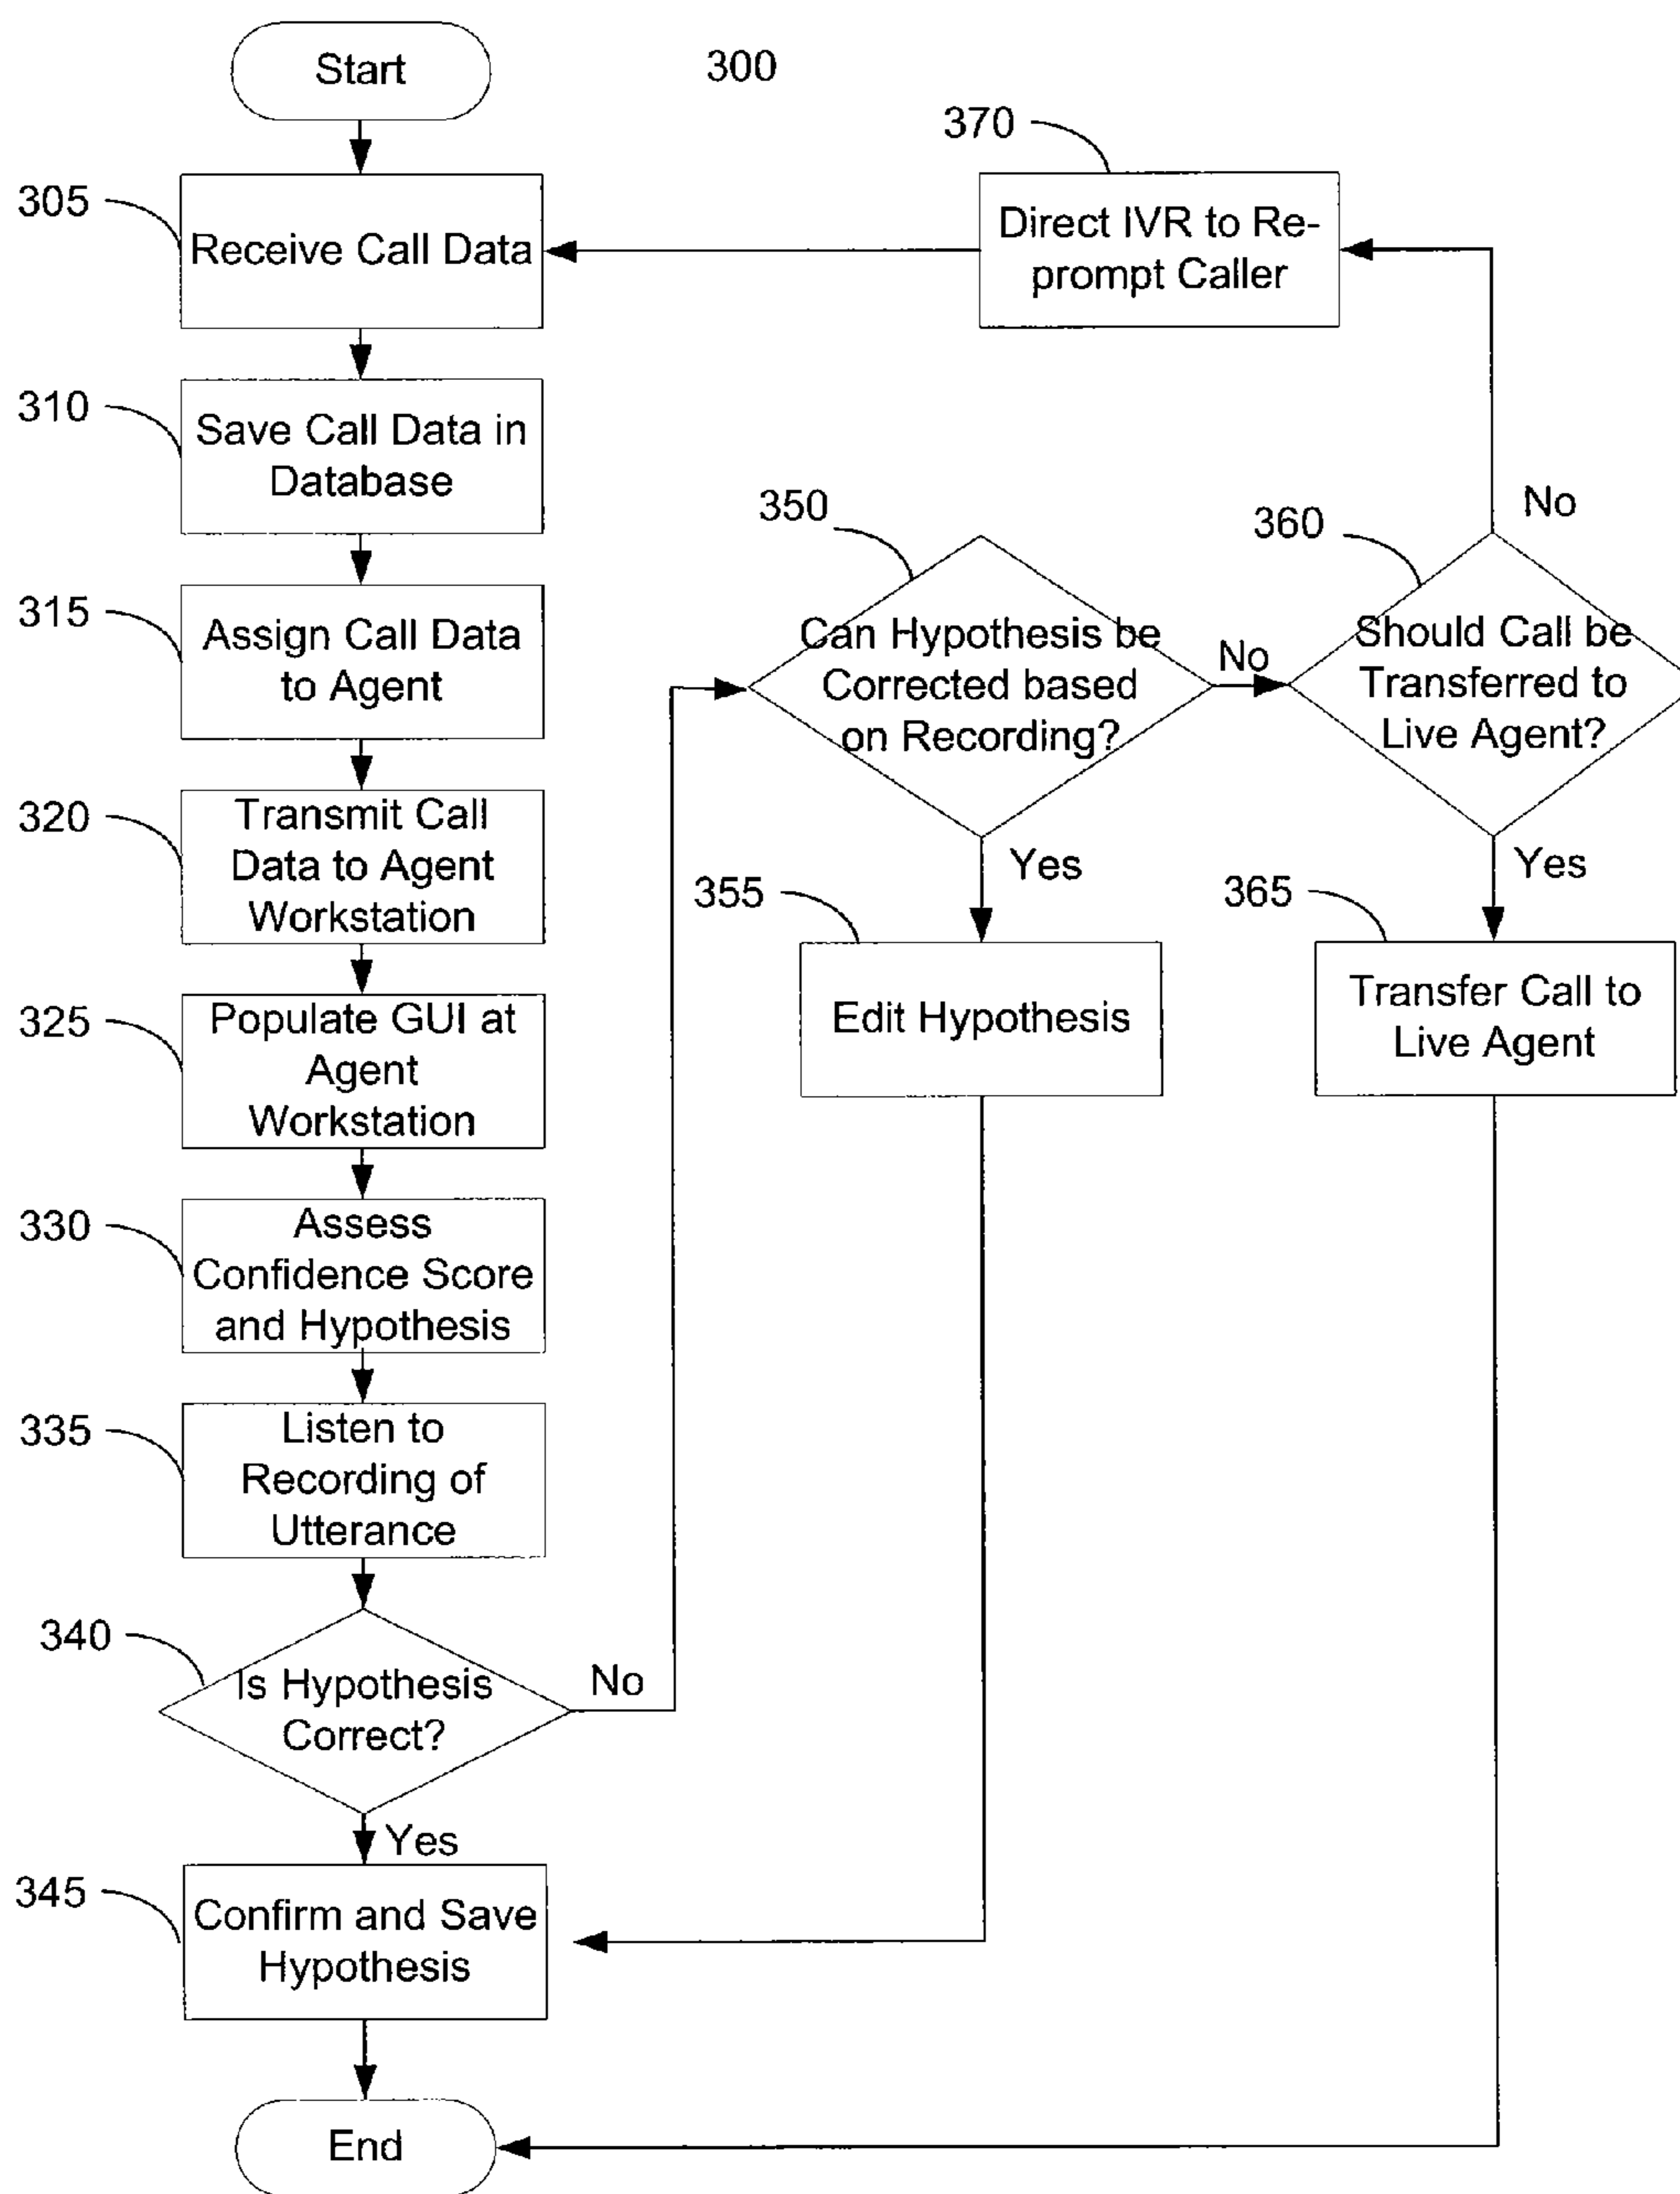 Start
300
370
305
Receive Call Data
Direct IVR to Re-
prompt Caller
310
Save Call Data in
Database
350
360
No
315
Assign Call Data
to Agent
Can Hypothesis be
Corrected based
on Recording?
No
Should Call be
Transferred to
Live Agent?
320
Transmit Call
Data to Agent
Workstation
Yes
Yes
355
365
325
Populate GUI at
Agent
Workstation
Edit Hypothesis
Transfer Call to
Live Agent
330
Assess
Confidence Score
and Hypothesis
335
Listen to
Recording of
Utterance
340
Is Hypothesis
Correct?
No
Yes
345
Confirm and Save
Hypothesis
End